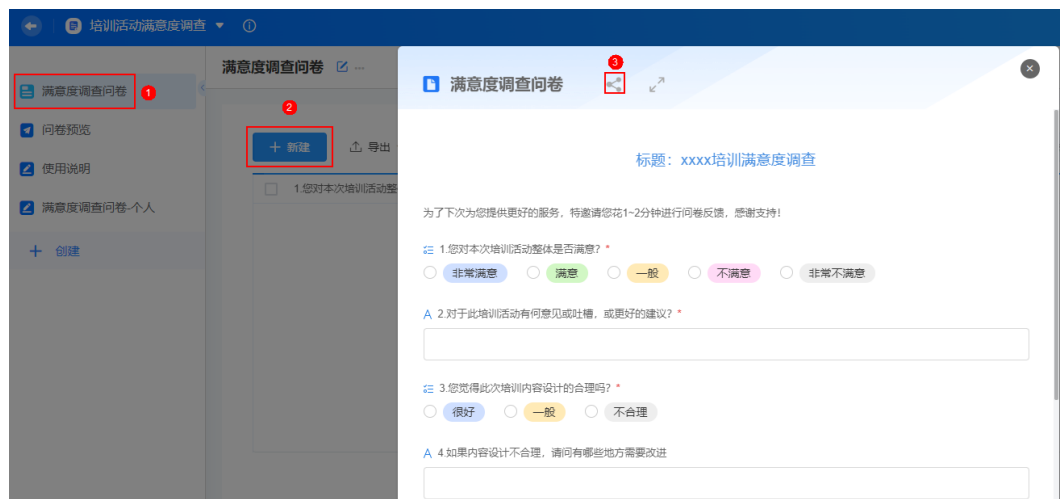 培训活动满意度调查
满意度调查问卷 1
问卷预览
使用说明
满意度调查问卷-个人
创建
满意度调查问卷 ...
2
新建 导出
1.您对本次培训活动整
3
满意度调查问卷
标题：xxxx培训满意度调查
为了下次为您提供更好的服务，特邀请您花1~2分钟进行问卷反馈，感谢支持！
1.您对本次培训活动整体是否满意？ *
非常满意 满意 一般 不满意 非常不满意
A 2.对于此培训活动有何意见或吐槽，或更好的建议？ *
3.您觉得此次培训内容设计的合理吗？ *
很好 一般 不合理
A 4.如果内容设计不合理，请问有哪些地方需要改进